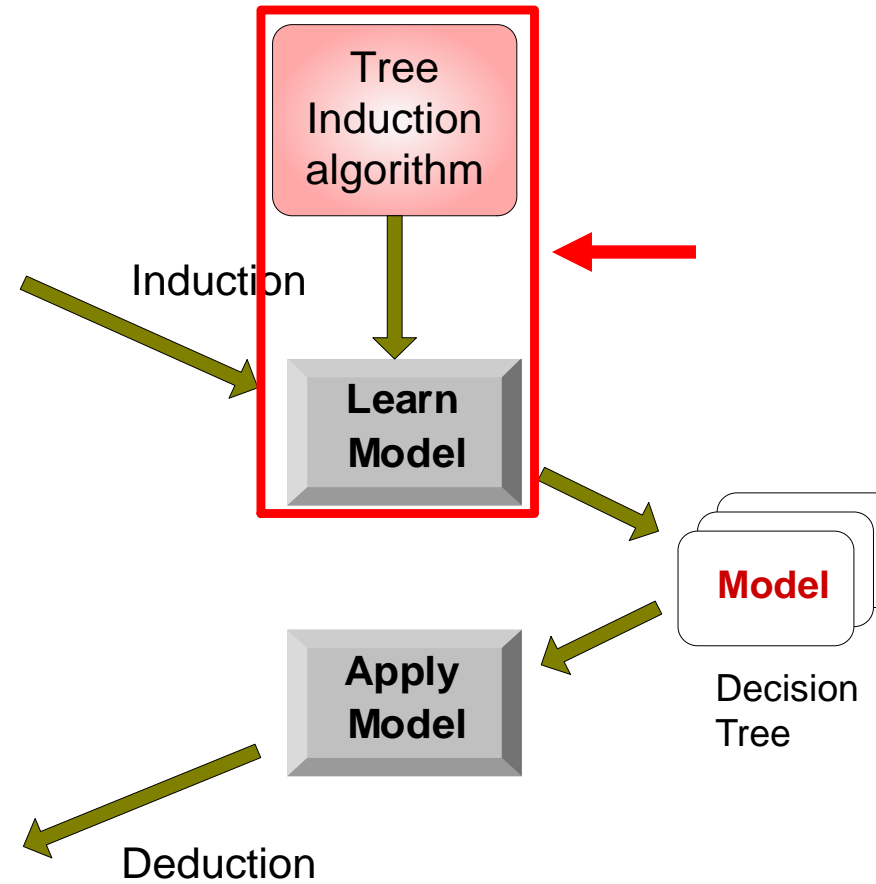 Tree
Induction
algorithm
Induction
Learn
Model
Model
Apply
Model
Decision
Tree
Deduction